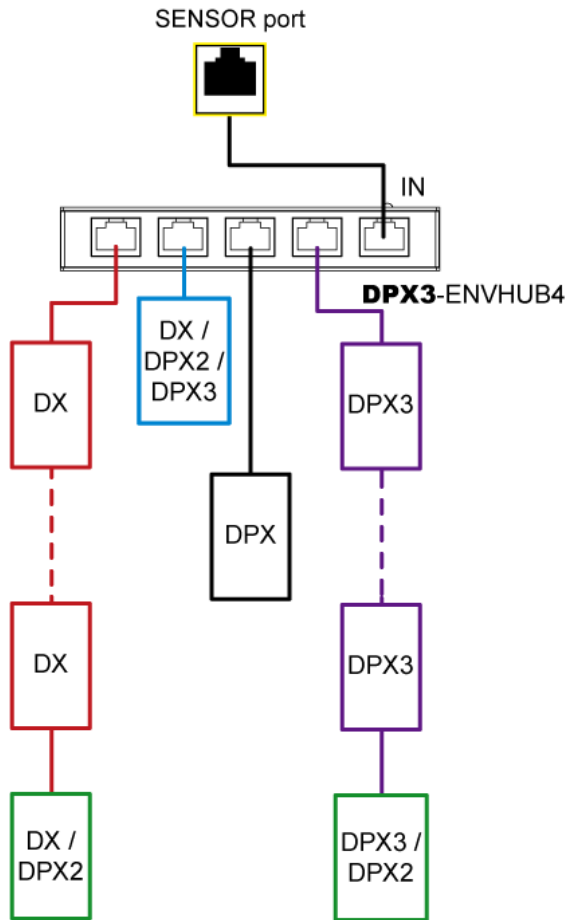 SENSOR port
IN
DPX3-ENVHUB4
DX /
DPX2 /
DPX3
DX
DPX3
DPX
DX
DPX3
DX /
DPX2
DPX3 /
DPX2